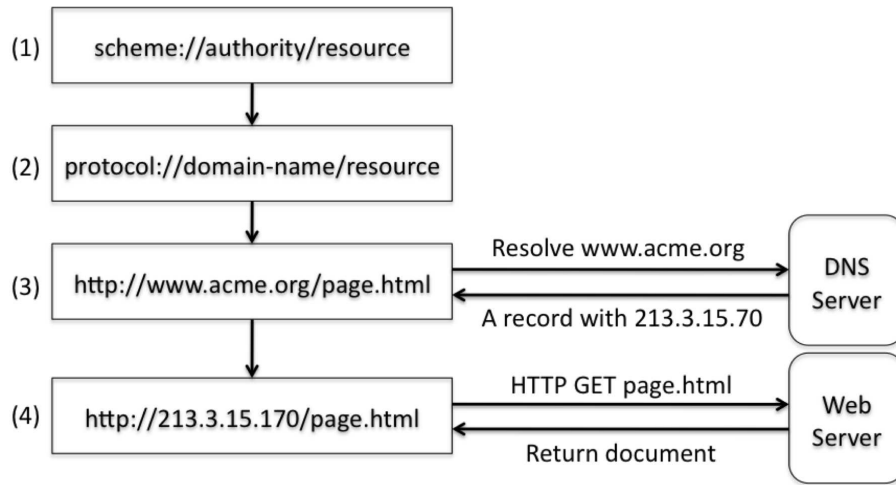 (1)
scheme://authority/resource
(2)
protocol://domain-name/resource
(3)
http://www.acme.org/page.html
Resolve www.acme.org
A record with 213.3.15.70
DNS
Server
(4)
http://213.3.15.170/page.html
HTTP GET page.html
Return document
Web
Server